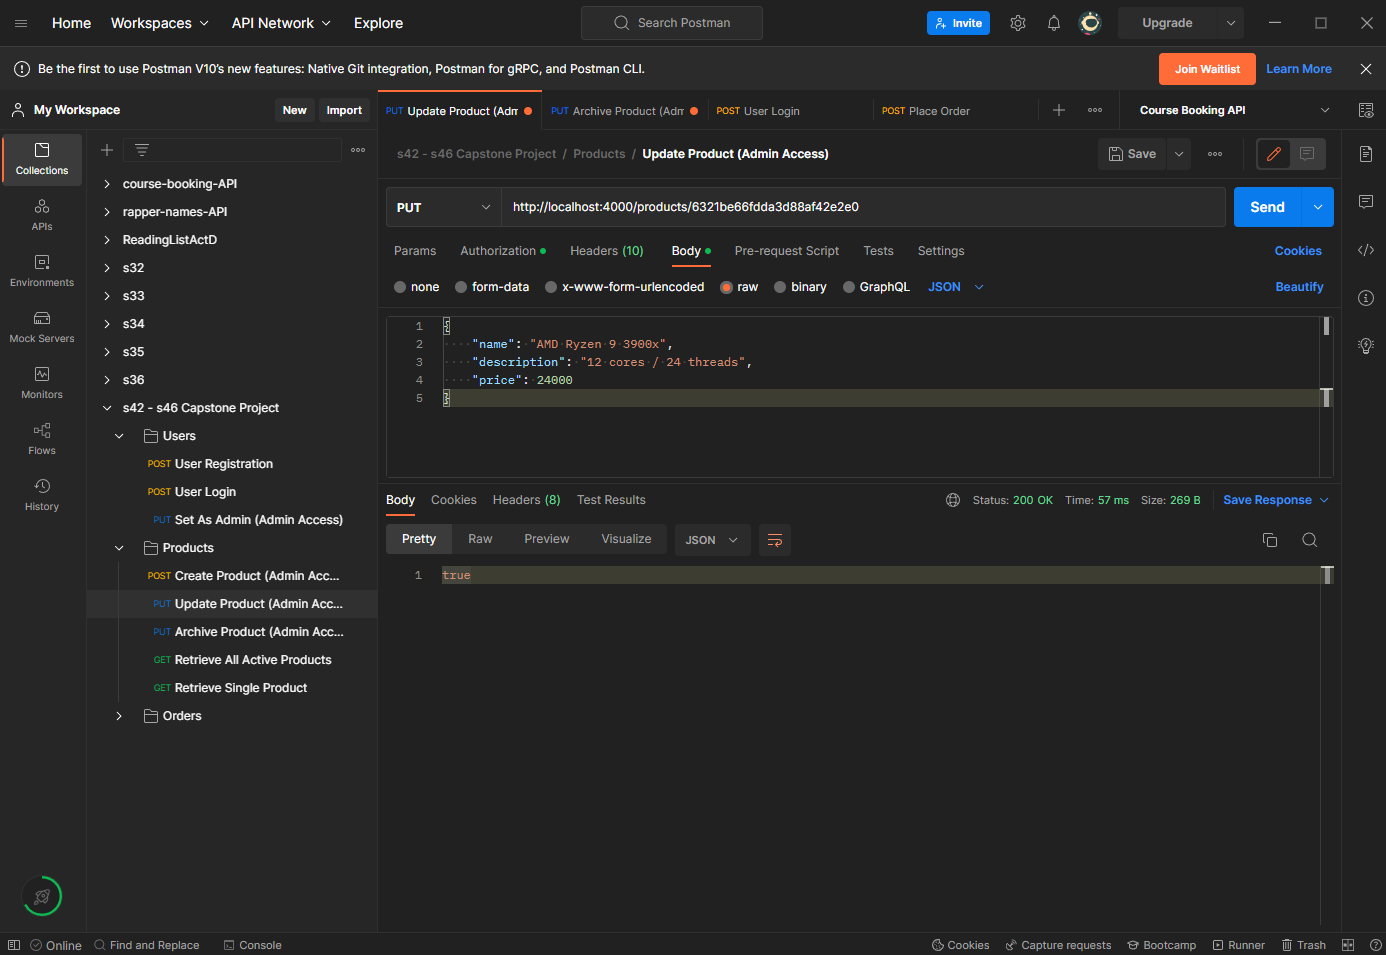 Home Workspaces API Network Explore Search Postman Invite Upgrade
Be the first to use Postman V10's new features: Native Git integration, Postman for gRPC, and Postman CLI. Join Waitlist Learn More
My Workspace New Import
PUT Update Product (Adm PUT Archive Product (Adm POST User Login POST Place Order Course Booking API
Collections
APIs
Environments
Mock Servers
Monitors
Flows
History
course-booking-API
rapper-names-API
ReadingListActD
s32
s33
s34
s35
s36
s42 - s46 Capstone Project
Users
POST User Registration
POST User Login
PUT Set As Admin (Admin Access)
Products
POST Create Product (Admin Acc...
PUT Update Product (Admin Acc...
PUT Archive Product (Admin Acc...
GET Retrieve All Active Products
GET Retrieve Single Product
Orders
s42 - s46 Capstone Project / Products / Update Product (Admin Access) Save
PUT http://localhost:4000/products/6321be66fdda3d88af42e2e0 Send
Params Authorization Headers (10) Body Pre-request Script Tests Settings Cookies
none form-data x-www-form-urlencoded raw binary GraphQL JSON Beautify
1 {
2 "name": "AMD Ryzen 9 3900x",
3 "description": "12 cores / 24 threads",
4 "price": 24000
5 }
Body Cookies Headers (8) Test Results Status: 200 OK Time: 57 ms Size: 269 B Save Response
Pretty Raw Preview Visualize JSON
1 true
Online Find and Replace Console Cookies Capture requests Bootcamp Runner Trash